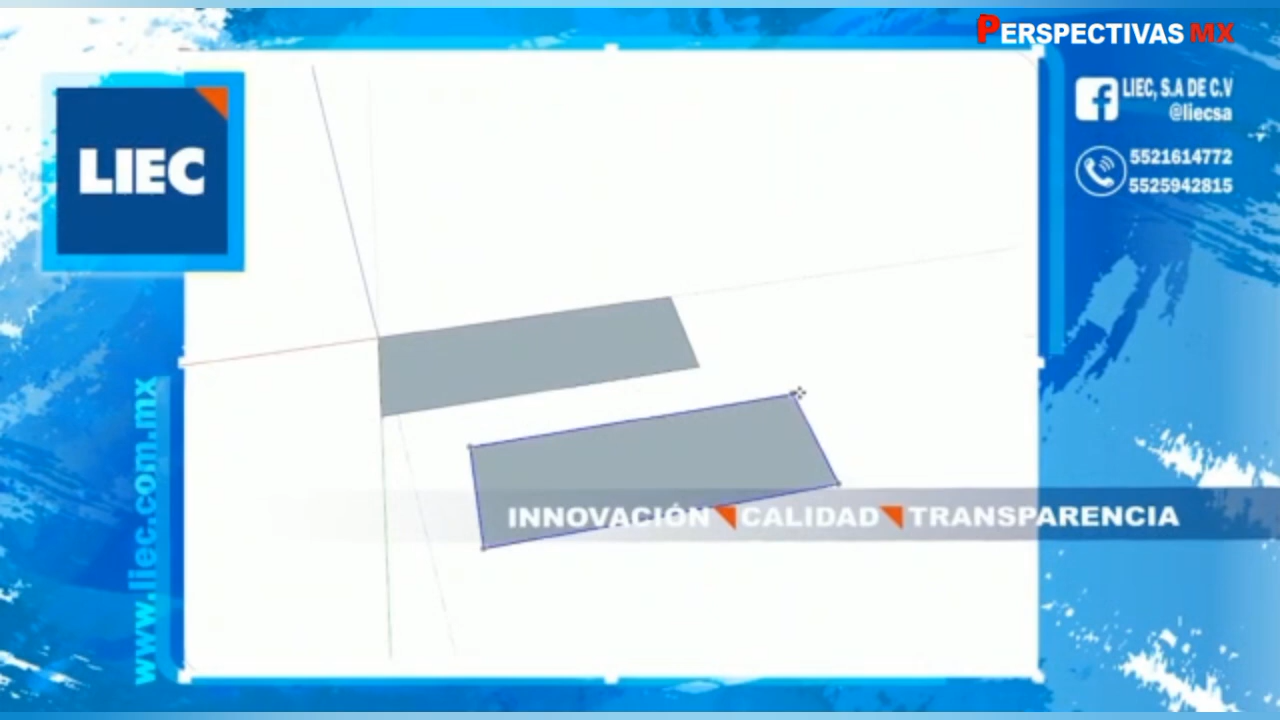 PERSPECTIVAS MX
LIEC
LIEC, S.A DE C.V
@liecsa
5521614772
5525942815
www.liec.com.mx
INNOVACIÓN CALIDAD TRANSPARENCIA